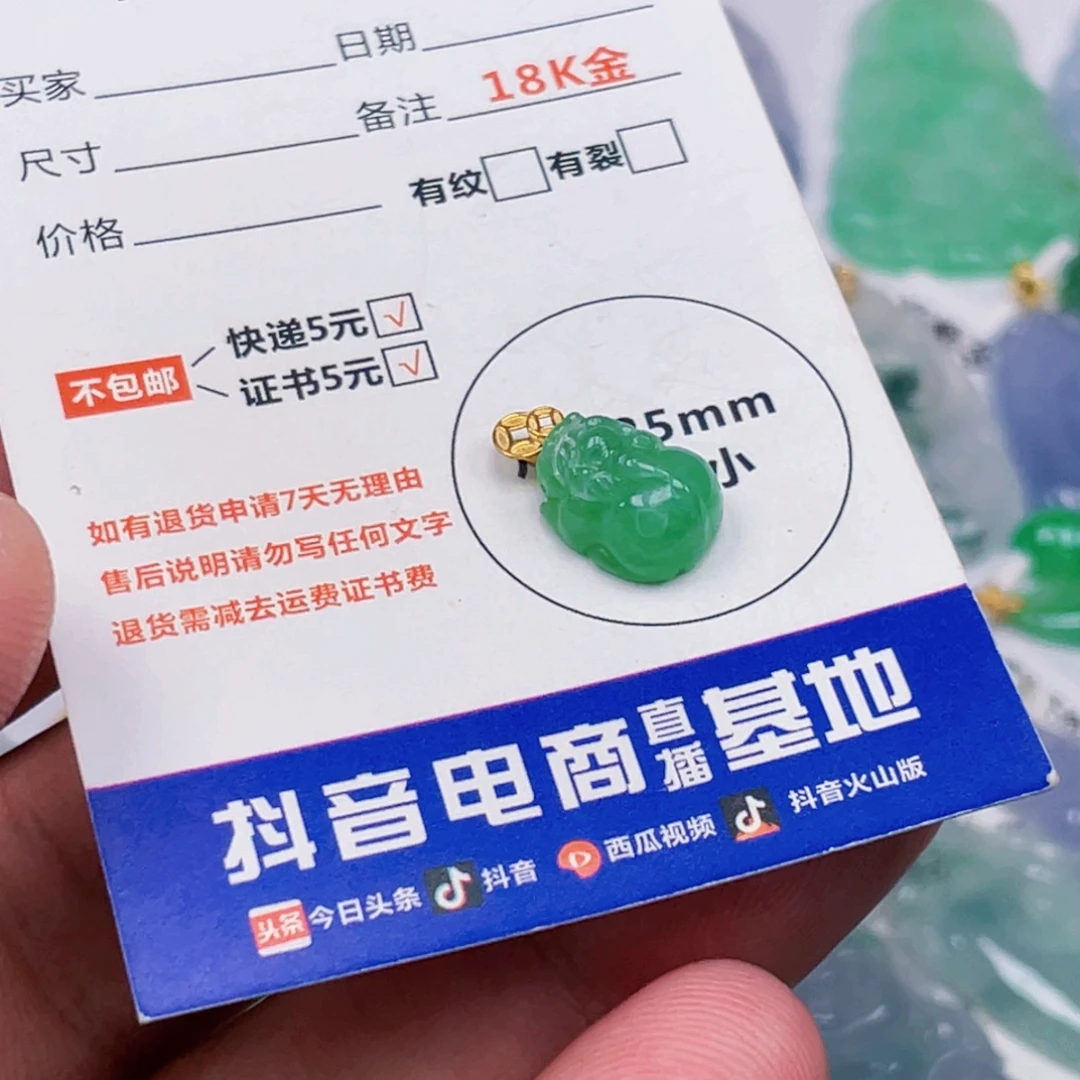 买家 日期
尺寸 备注 18K金
价格 有纹 有裂
快递5元 √
不包邮
证书5元 √
5mm
小
如有退货申请7天无理由
售后说明请勿写任何文字
退货需减去运费证书费
抖音电商直播基地
头条 今日头条 抖音 西瓜视频 抖音火山版